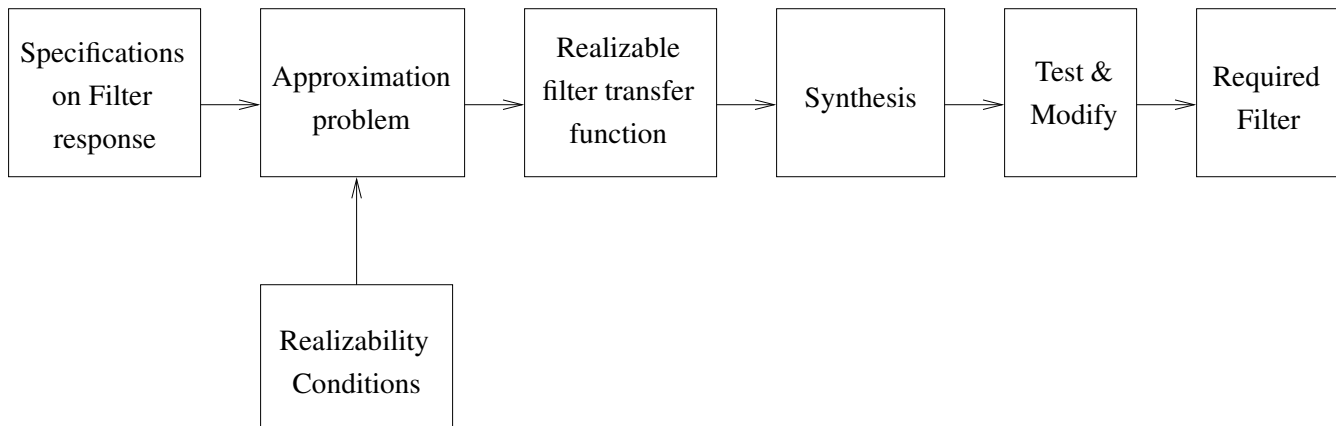 Specifications
on Filter
response
Approximation
problem
Realizable
filter transfer
function
Synthesis
Test &
Modify
Required
Filter
Realizability
Conditions